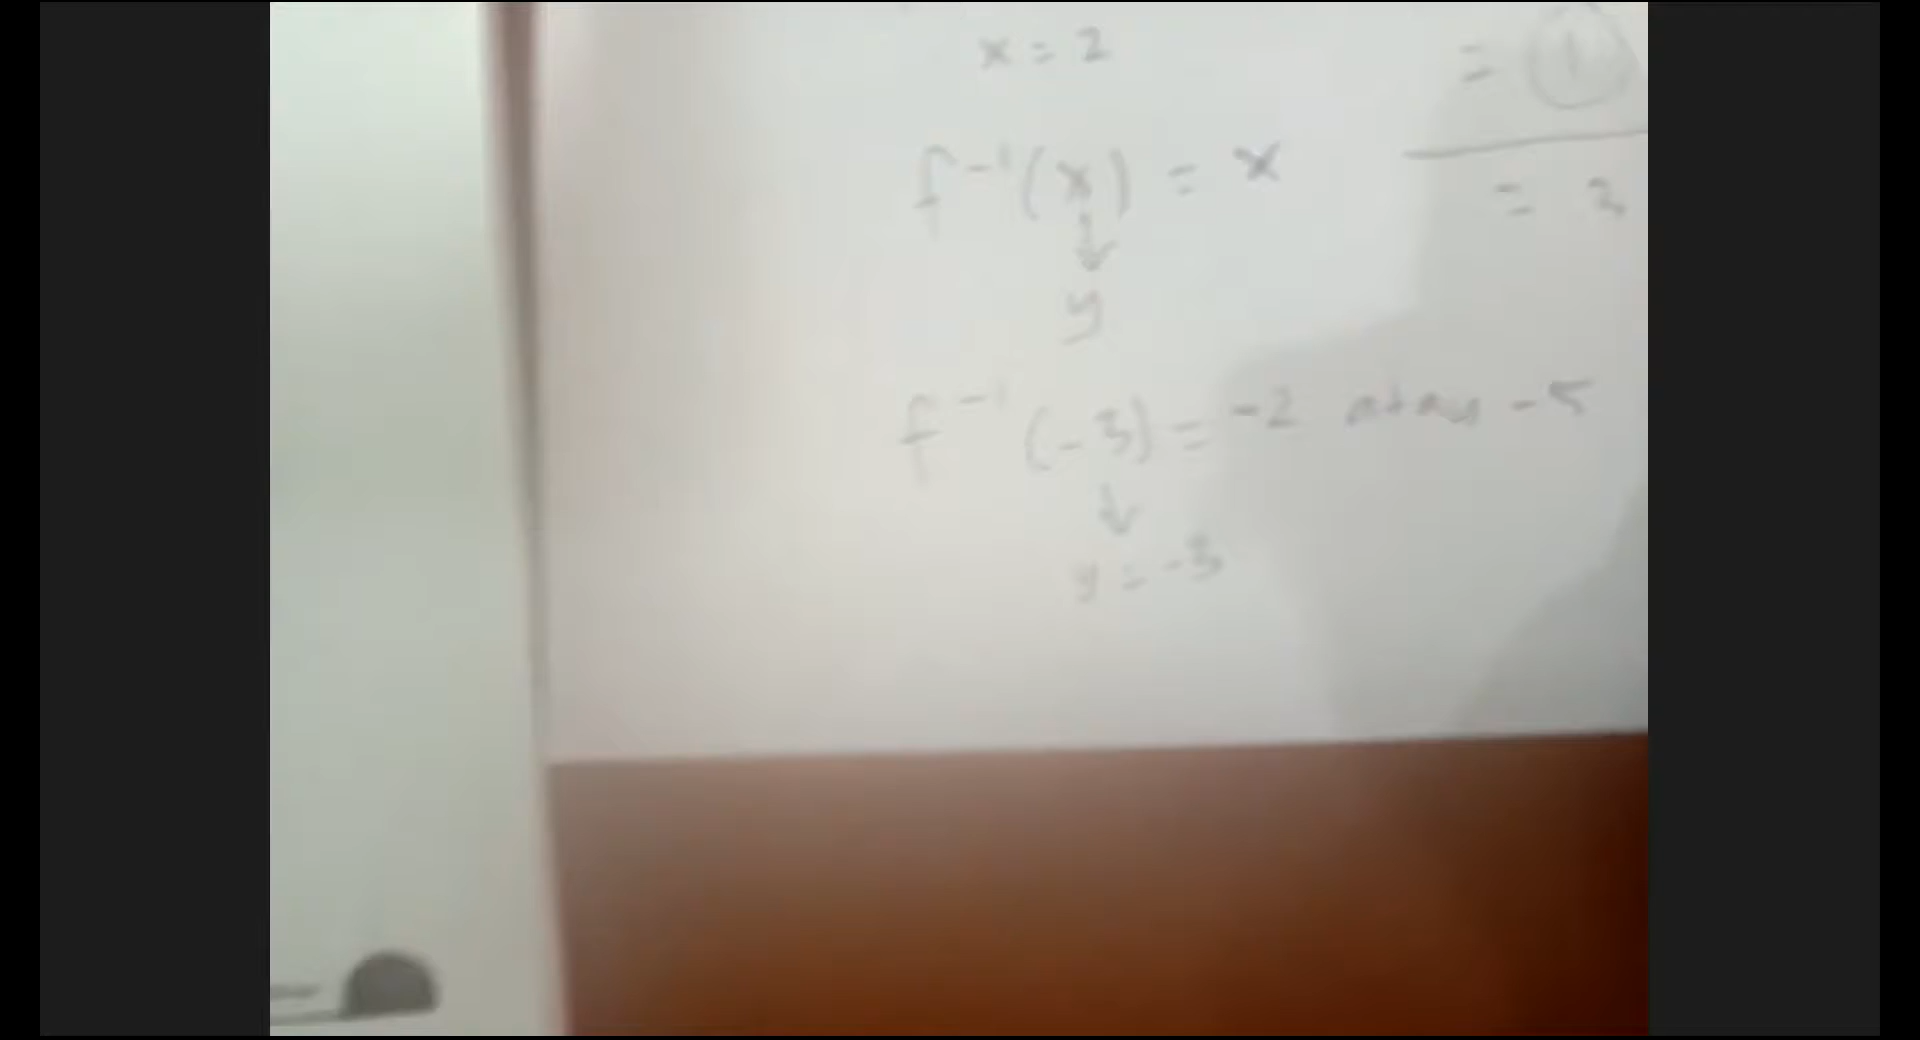 x = 2
= 1
f⁻¹(x) = x
= 2
↓
y
f⁻¹(-3) = -2 atau -5
↓
y = -3